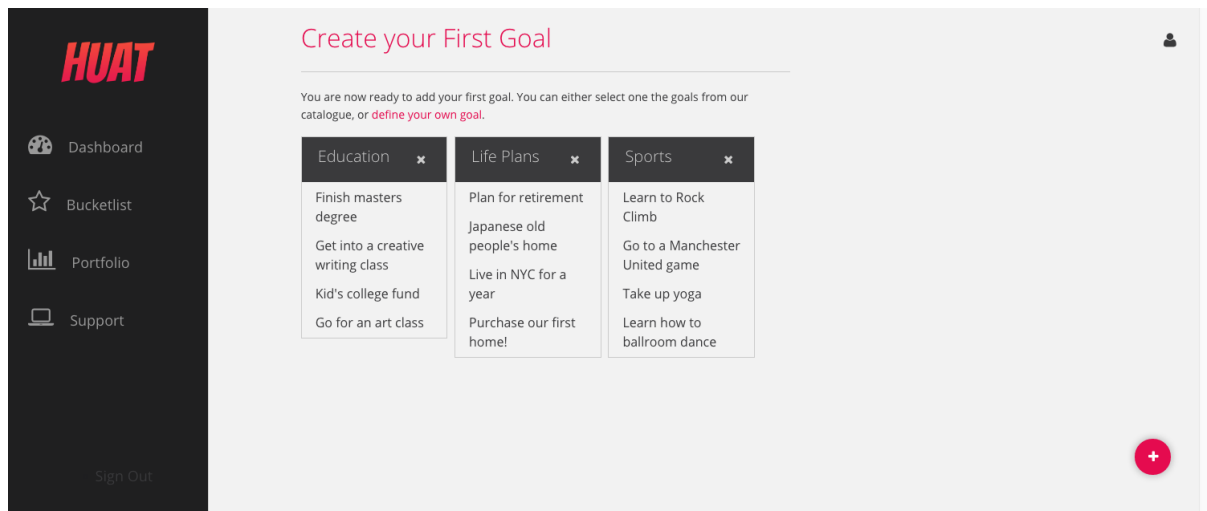 HUAT
Dashboard
Bucketlist
Portfolio
Support
Sign Out
Create your First Goal
You are now ready to add your first goal. You can either select one the goals from our
catalogue, or define your own goal.
Education
Finish masters
degree
Get into a creative
writing class
Kid's college fund
Go for an art class
Life Plans
Plan for retirement
Japanese old
people's home
Live in NYC for a
year
Purchase our first
home!
Sports
Learn to Rock
Climb
Go to a Manchester
United game
Take up yoga
Learn how to
ballroom dance